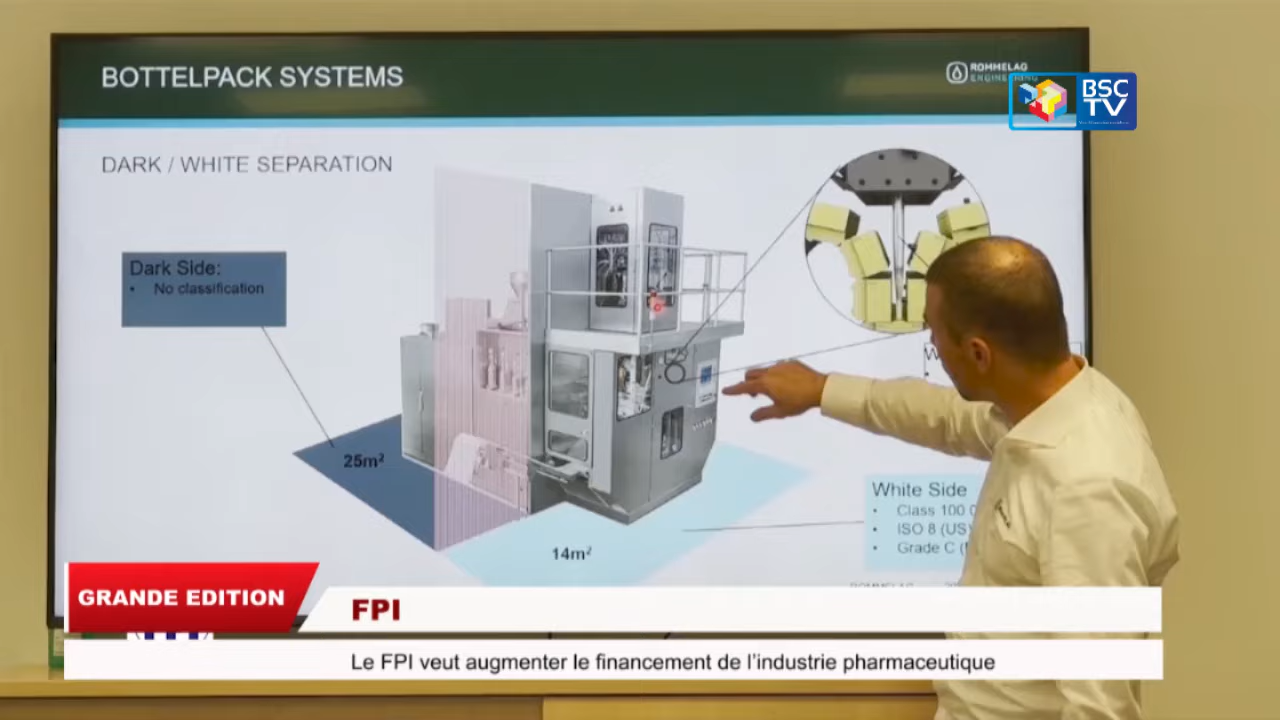 BOTTELPACK SYSTEMS
ROMMELAG
ENGINEERING
BSC
TV
DARK / WHITE SEPARATION
Dark Side:
• No classification
25m²
14m²
White Side
• Class 100
• ISO 8 (US)
• Grade C
GRANDE EDITION
FPI
Le FPI veut augmenter le financement de l'industrie pharmaceutique